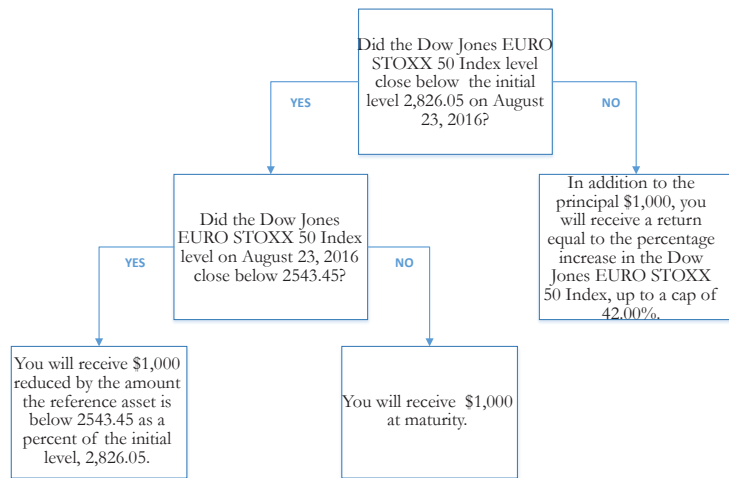 Did the Dow Jones EURO
STOXX 50 Index level
close below the initial
level 2,826.05 on August
23, 2016?
YES
NO
Did the Dow Jones
EURO STOXX 50 Index
level on August 23, 2016
close below 2543.45?
In addition to the
principal $1,000, you
will receive a return
equal to the percentage
increase in the Dow
Jones EURO STOXX
50 Index, up to a cap of
42.00%.
YES
NO
You will receive $1,000
reduced by the amount
the reference asset is
below 2543.45 as a
percent of the initial
level, 2,826.05.
You will receive $1,000
at maturity.